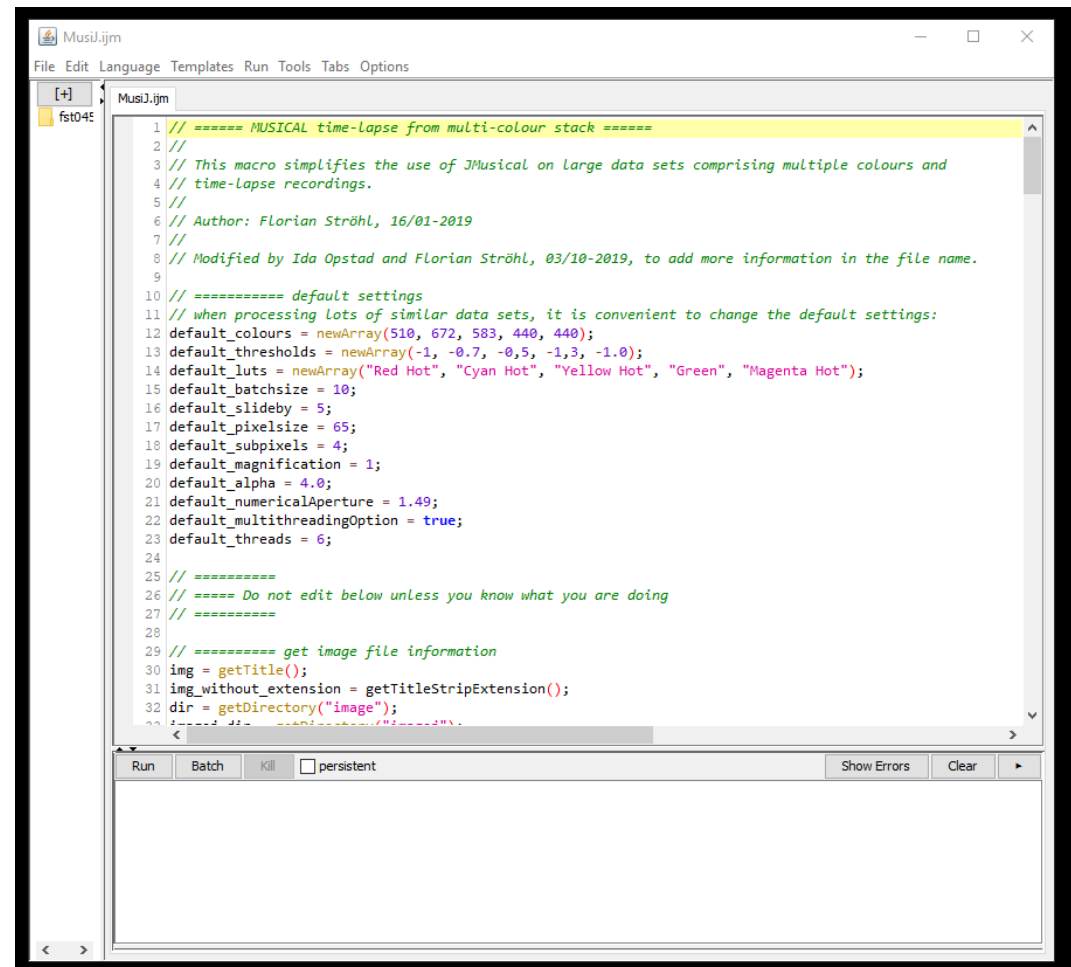 MusiJ.ijm
File Edit Language Templates Run Tools Tabs Options
[+]
MusiJ.ijm
fst045
1 // ====== MUSICAL time-lapse from multi-colour stack ======
2 //
3 // This macro simplifies the use of JMusical on large data sets comprising multiple colours and
4 // time-lapse recordings.
5 //
6 // Author: Florian Ströhl, 16/01-2019
7 //
8 // Modified by Ida Opstad and Florian Ströhl, 03/10-2019, to add more information in the file name.
9
10 // =========== default settings
11 // when processing lots of similar data sets, it is convenient to change the default settings:
12 default_colours = newArray(510, 672, 583, 440, 440);
13 default_thresholds = newArray(-1, -0.7, -0,5, -1,3, -1.0);
14 default_luts = newArray("Red Hot", "Cyan Hot", "Yellow Hot", "Green", "Magenta Hot");
15 default_batchsize = 10;
16 default_slideby = 5;
17 default_pixelsize = 65;
18 default_subpixels = 4;
19 default_magnification = 1;
20 default_alpha = 4.0;
21 default_numericalAperture = 1.49;
22 default_multithreadingOption = true;
23 default_threads = 6;
24
25 // ==========
26 // ===== Do not edit below unless you know what you are doing
27 // ==========
28
29 // ========== get image file information
30 img = getTitle();
31 img_without_extension = getTitleStripExtension();
32 dir = getDirectory("image");
Run Batch Kill persistent Show Errors Clear